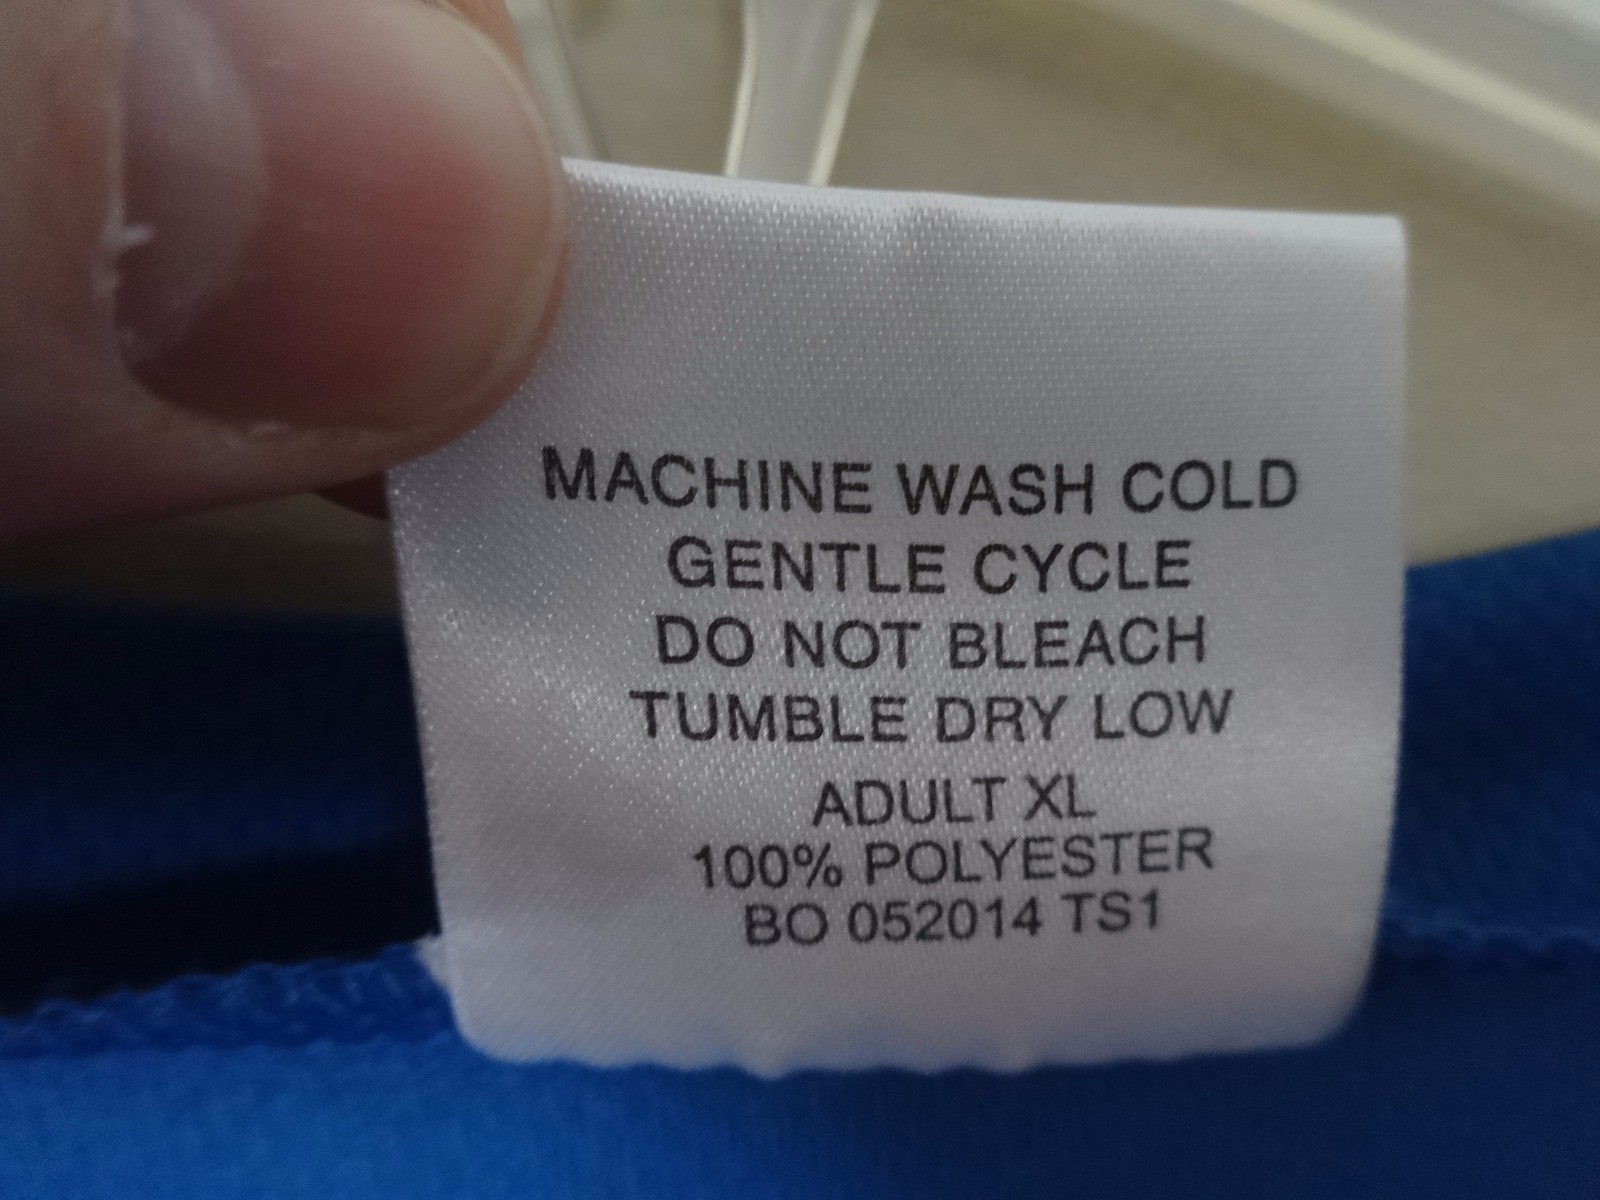 MACHINE WASH COLD
GENTLE CYCLE
DO NOT BLEACH
TUMBLE DRY LOW
ADULT XL
100% POLYESTER
BO 052014 TS1